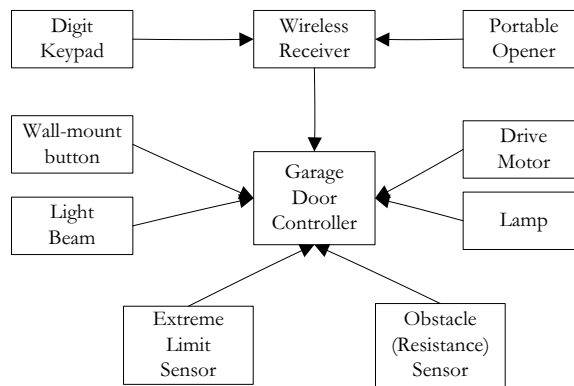 Digit
Keypad
Wireless
Receiver
Portable
Opener
Wall-mount
button
Garage
Door
Controller
Drive
Motor
Light
Beam
Lamp
Extreme
Limit
Sensor
Obstacle
(Resistance)
Sensor